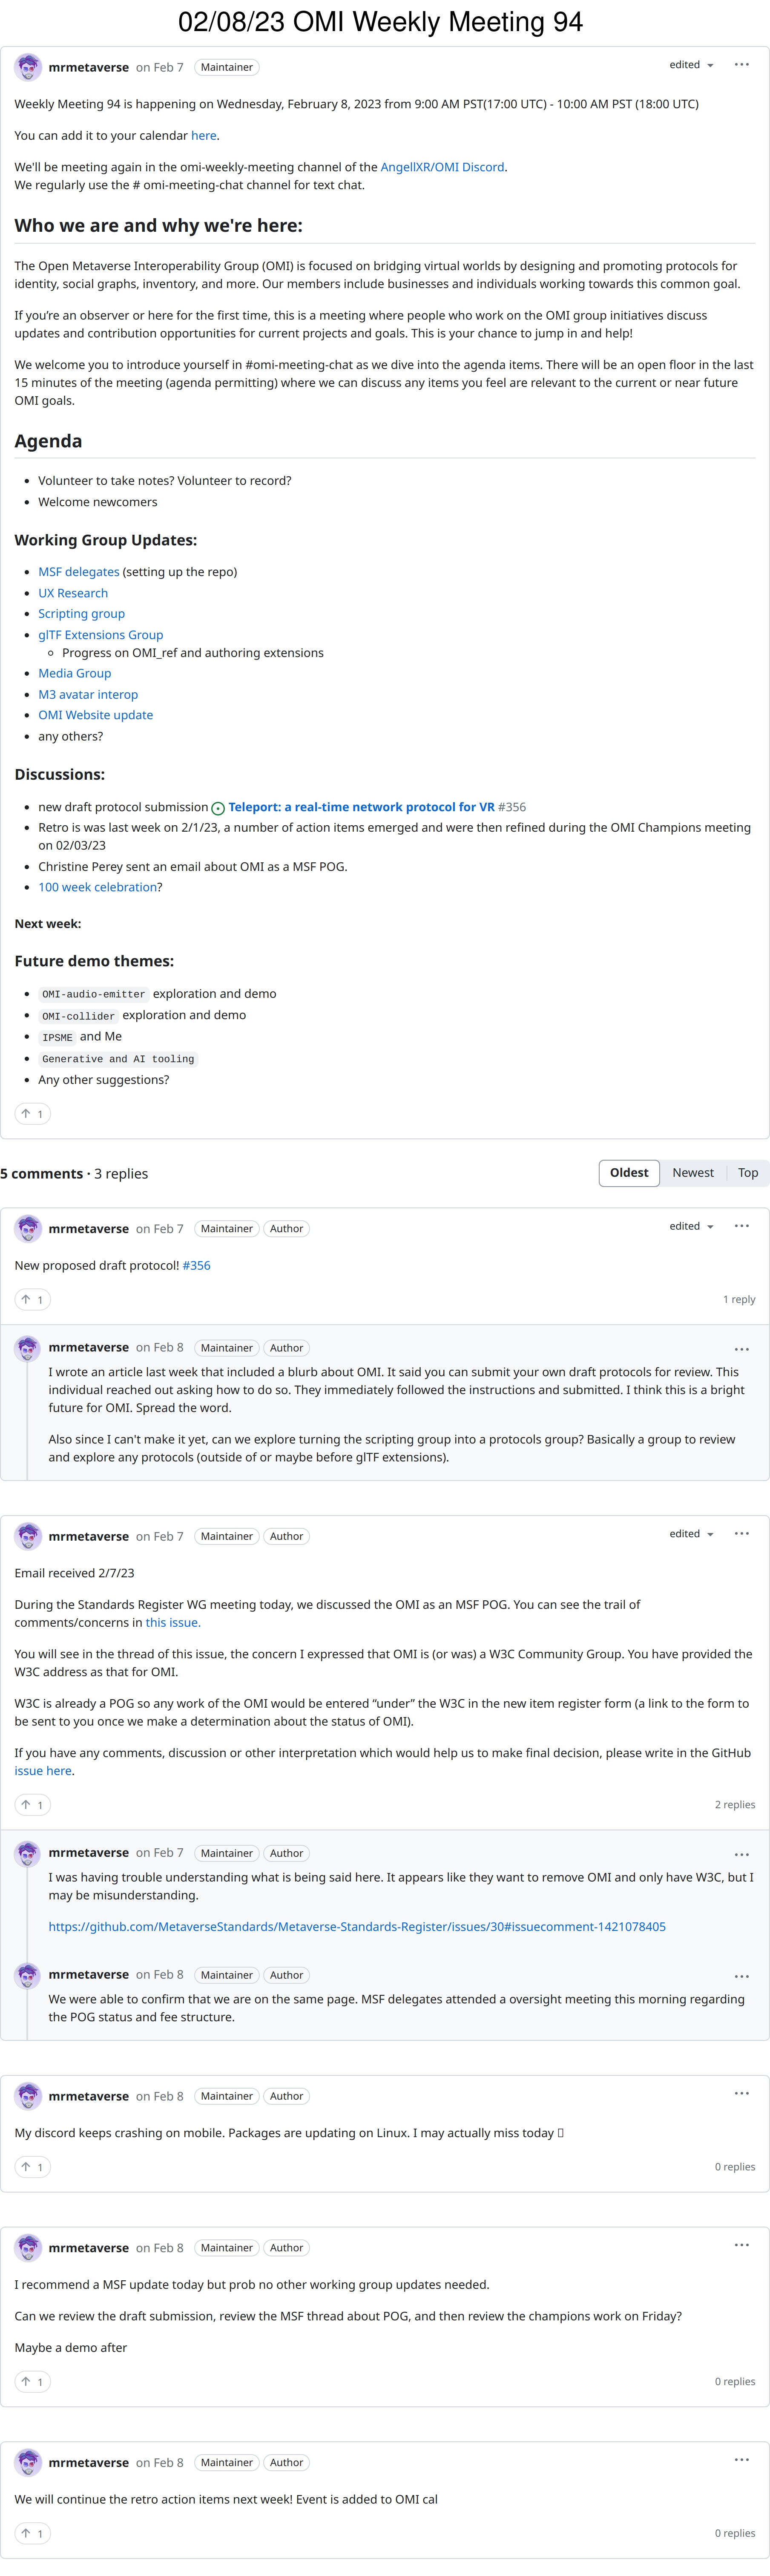 02/08/23 OMI Weekly Meeting 94
mrmetaverse on Feb 7 Maintainer edited
Weekly Meeting 94 is happening on Wednesday, February 8, 2023 from 9:00 AM PST(17:00 UTC) - 10:00 AM PST (18:00 UTC)
You can add it to your calendar here.
We'll be meeting again in the omi-weekly-meeting channel of the AngellXR/OMI Discord.
We regularly use the # omi-meeting-chat channel for text chat.
Who we are and why we're here:
The Open Metaverse Interoperability Group (OMI) is focused on bridging virtual worlds by designing and promoting protocols for
identity, social graphs, inventory, and more. Our members include businesses and individuals working towards this common goal.
If you’re an observer or here for the first time, this is a meeting where people who work on the OMI group initiatives discuss
updates and contribution opportunities for current projects and goals. This is your chance to jump in and help!
We welcome you to introduce yourself in #omi-meeting-chat as we dive into the agenda items. There will be an open floor in the last
15 minutes of the meeting (agenda permitting) where we can discuss any items you feel are relevant to the current or near future
OMI goals.
Agenda
• Volunteer to take notes? Volunteer to record?
• Welcome newcomers
Working Group Updates:
• MSF delegates (setting up the repo)
• UX Research
• Scripting group
• glTF Extensions Group
◦ Progress on OMI_ref and authoring extensions
• Media Group
• M3 avatar interop
• OMI Website update
• any others?
Discussions:
• new draft protocol submission Teleport: a real-time network protocol for VR #356
• Retro is was last week on 2/1/23, a number of action items emerged and were then refined during the OMI Champions meeting
on 02/03/23
• Christine Perey sent an email about OMI as a MSF POG.
• 100 week celebration?
Next week:
Future demo themes:
• OMI-audio-emitter exploration and demo
• OMI-collider exploration and demo
• IPSME and Me
• Generative and AI tooling
• Any other suggestions?
↑ 1
5 comments · 3 replies Oldest Newest Top
mrmetaverse on Feb 7 Maintainer Author edited
New proposed draft protocol! #356
↑ 1 1 reply
mrmetaverse on Feb 8 Maintainer Author
I wrote an article last week that included a blurb about OMI. It said you can submit your own draft protocols for review. This
individual reached out asking how to do so. They immediately followed the instructions and submitted. I think this is a bright
future for OMI. Spread the word.
Also since I can't make it yet, can we explore turning the scripting group into a protocols group? Basically a group to review
and explore any protocols (outside of or maybe before glTF extensions).
mrmetaverse on Feb 7 Maintainer Author edited
Email received 2/7/23
During the Standards Register WG meeting today, we discussed the OMI as an MSF POG. You can see the trail of
comments/concerns in this issue.
You will see in the thread of this issue, the concern I expressed that OMI is (or was) a W3C Community Group. You have provided the
W3C address as that for OMI.
W3C is already a POG so any work of the OMI would be entered “under” the W3C in the new item register form (a link to the form to
be sent to you once we make a determination about the status of OMI).
If you have any comments, discussion or other interpretation which would help us to make final decision, please write in the GitHub
issue here.
↑ 1 2 replies
mrmetaverse on Feb 7 Maintainer Author
I was having trouble understanding what is being said here. It appears like they want to remove OMI and only have W3C, but I
may be misunderstanding.
https://github.com/MetaverseStandards/Metaverse-Standards-Register/issues/30#issuecomment-1421078405
mrmetaverse on Feb 8 Maintainer Author
We were able to confirm that we are on the same page. MSF delegates attended a oversight meeting this morning regarding
the POG status and fee structure.
mrmetaverse on Feb 8 Maintainer Author
My discord keeps crashing on mobile. Packages are updating on Linux. I may actually miss today
↑ 1 0 replies
mrmetaverse on Feb 8 Maintainer Author
I recommend a MSF update today but prob no other working group updates needed.
Can we review the draft submission, review the MSF thread about POG, and then review the champions work on Friday?
Maybe a demo after
↑ 1 0 replies
mrmetaverse on Feb 8 Maintainer Author
We will continue the retro action items next week! Event is added to OMI cal
↑ 1 0 replies